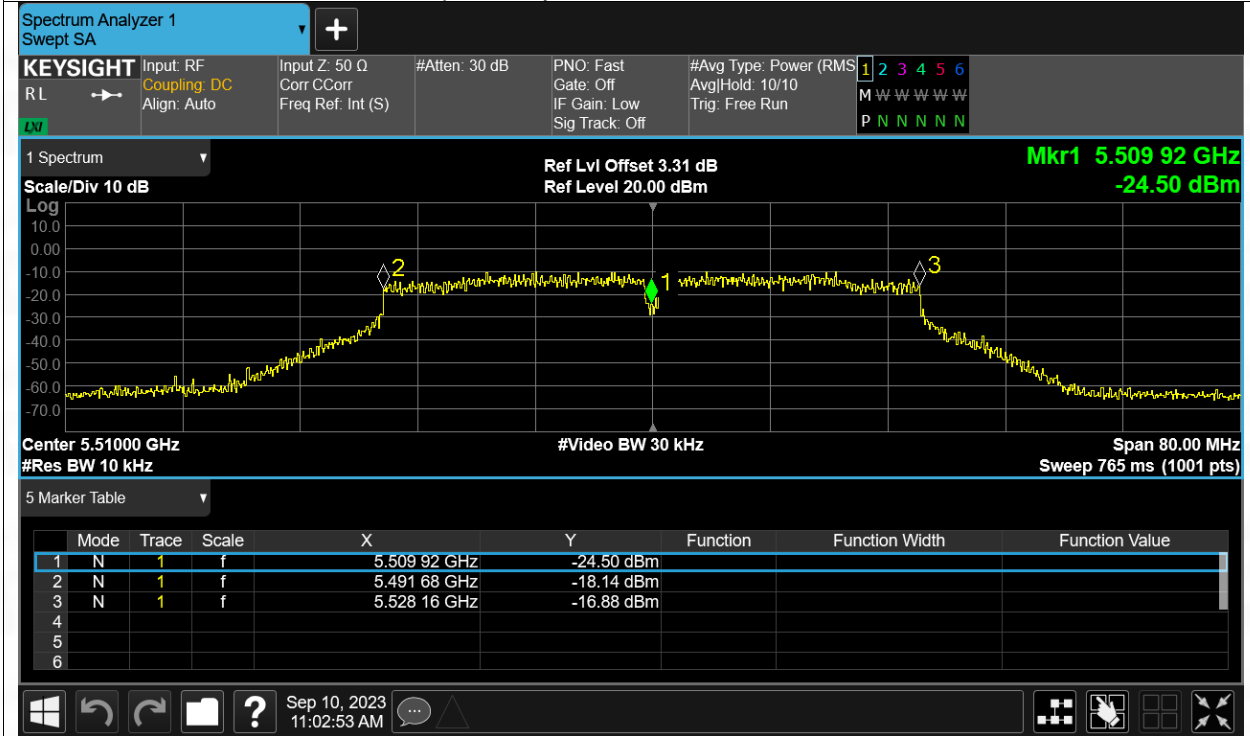 Spectrum Analyzer 1
Swept SA
+
KEYSIGHT Input: RF Input Z: 50 Ω #Atten: 30 dB PNO: Fast #Avg Type: Power (RMS 1 2 3 4 5 6
R L Coupling: DC Corr CCorr Gate: Off Avg|Hold: 10/10 M W W W W W
Align: Auto Freq Ref: Int (S) IF Gain: Low Trig: Free Run
LXI Sig Track: Off P N N N N N
1 Spectrum Ref Lvl Offset 3.31 dB Mkr1 5.509 92 GHz
Scale/Div 10 dB Ref Level 20.00 dBm -24.50 dBm
Log
10.0
0.00
-10.0
-20.0
-30.0
-40.0
-50.0
-60.0
-70.0
2
1
3
Center 5.51000 GHz #Video BW 30 kHz Span 80.00 MHz
#Res BW 10 kHz Sweep 765 ms (1001 pts)
5 Marker Table
Mode Trace Scale X Y Function Function Width Function Value
1 N 1 f 5.509 92 GHz -24.50 dBm
2 N 1 f 5.491 68 GHz -18.14 dBm
3 N 1 f 5.528 16 GHz -16.88 dBm
4
5
6
? Sep 10, 2023
11:02:53 AM